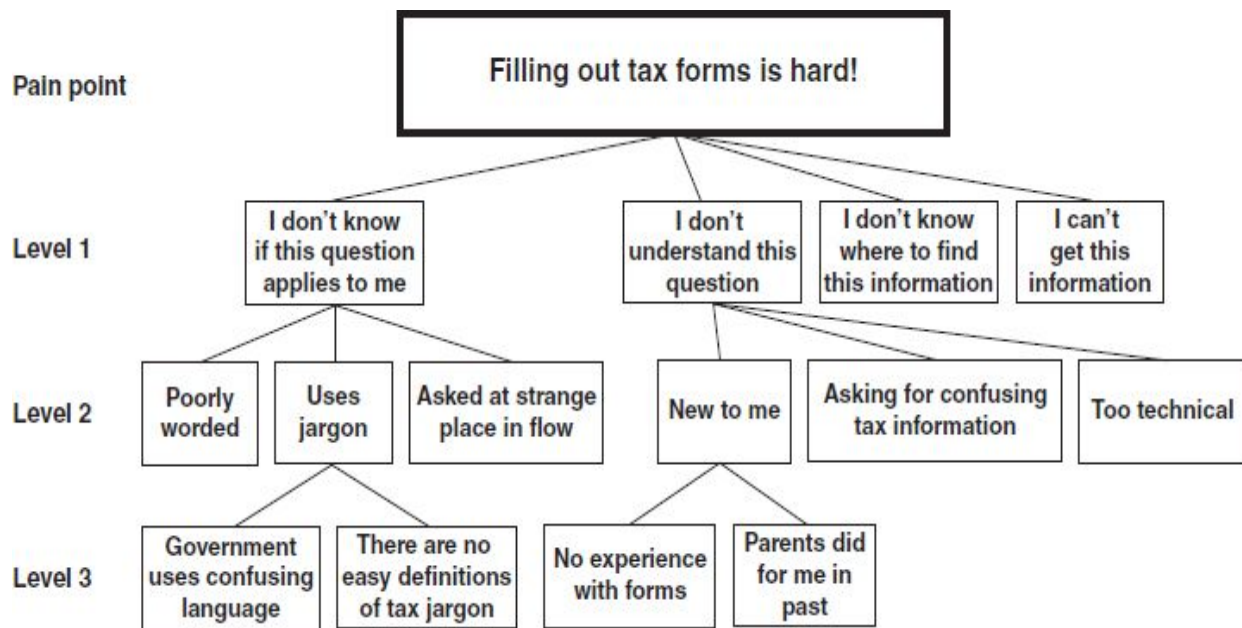 Pain point
Filling out tax forms is hard!
Level 1
I don’t know
if this question
applies to me
I don’t
understand this
question
I don’t know
where to find
this information
I can’t
get this
information
Level 2
Poorly
worded
Uses
jargon
Asked at strange
place in flow
New to me
Asking for confusing
tax information
Too technical
Level 3
Government
uses confusing
language
There are no
easy definitions
of tax jargon
No experience
with forms
Parents did
for me in
past